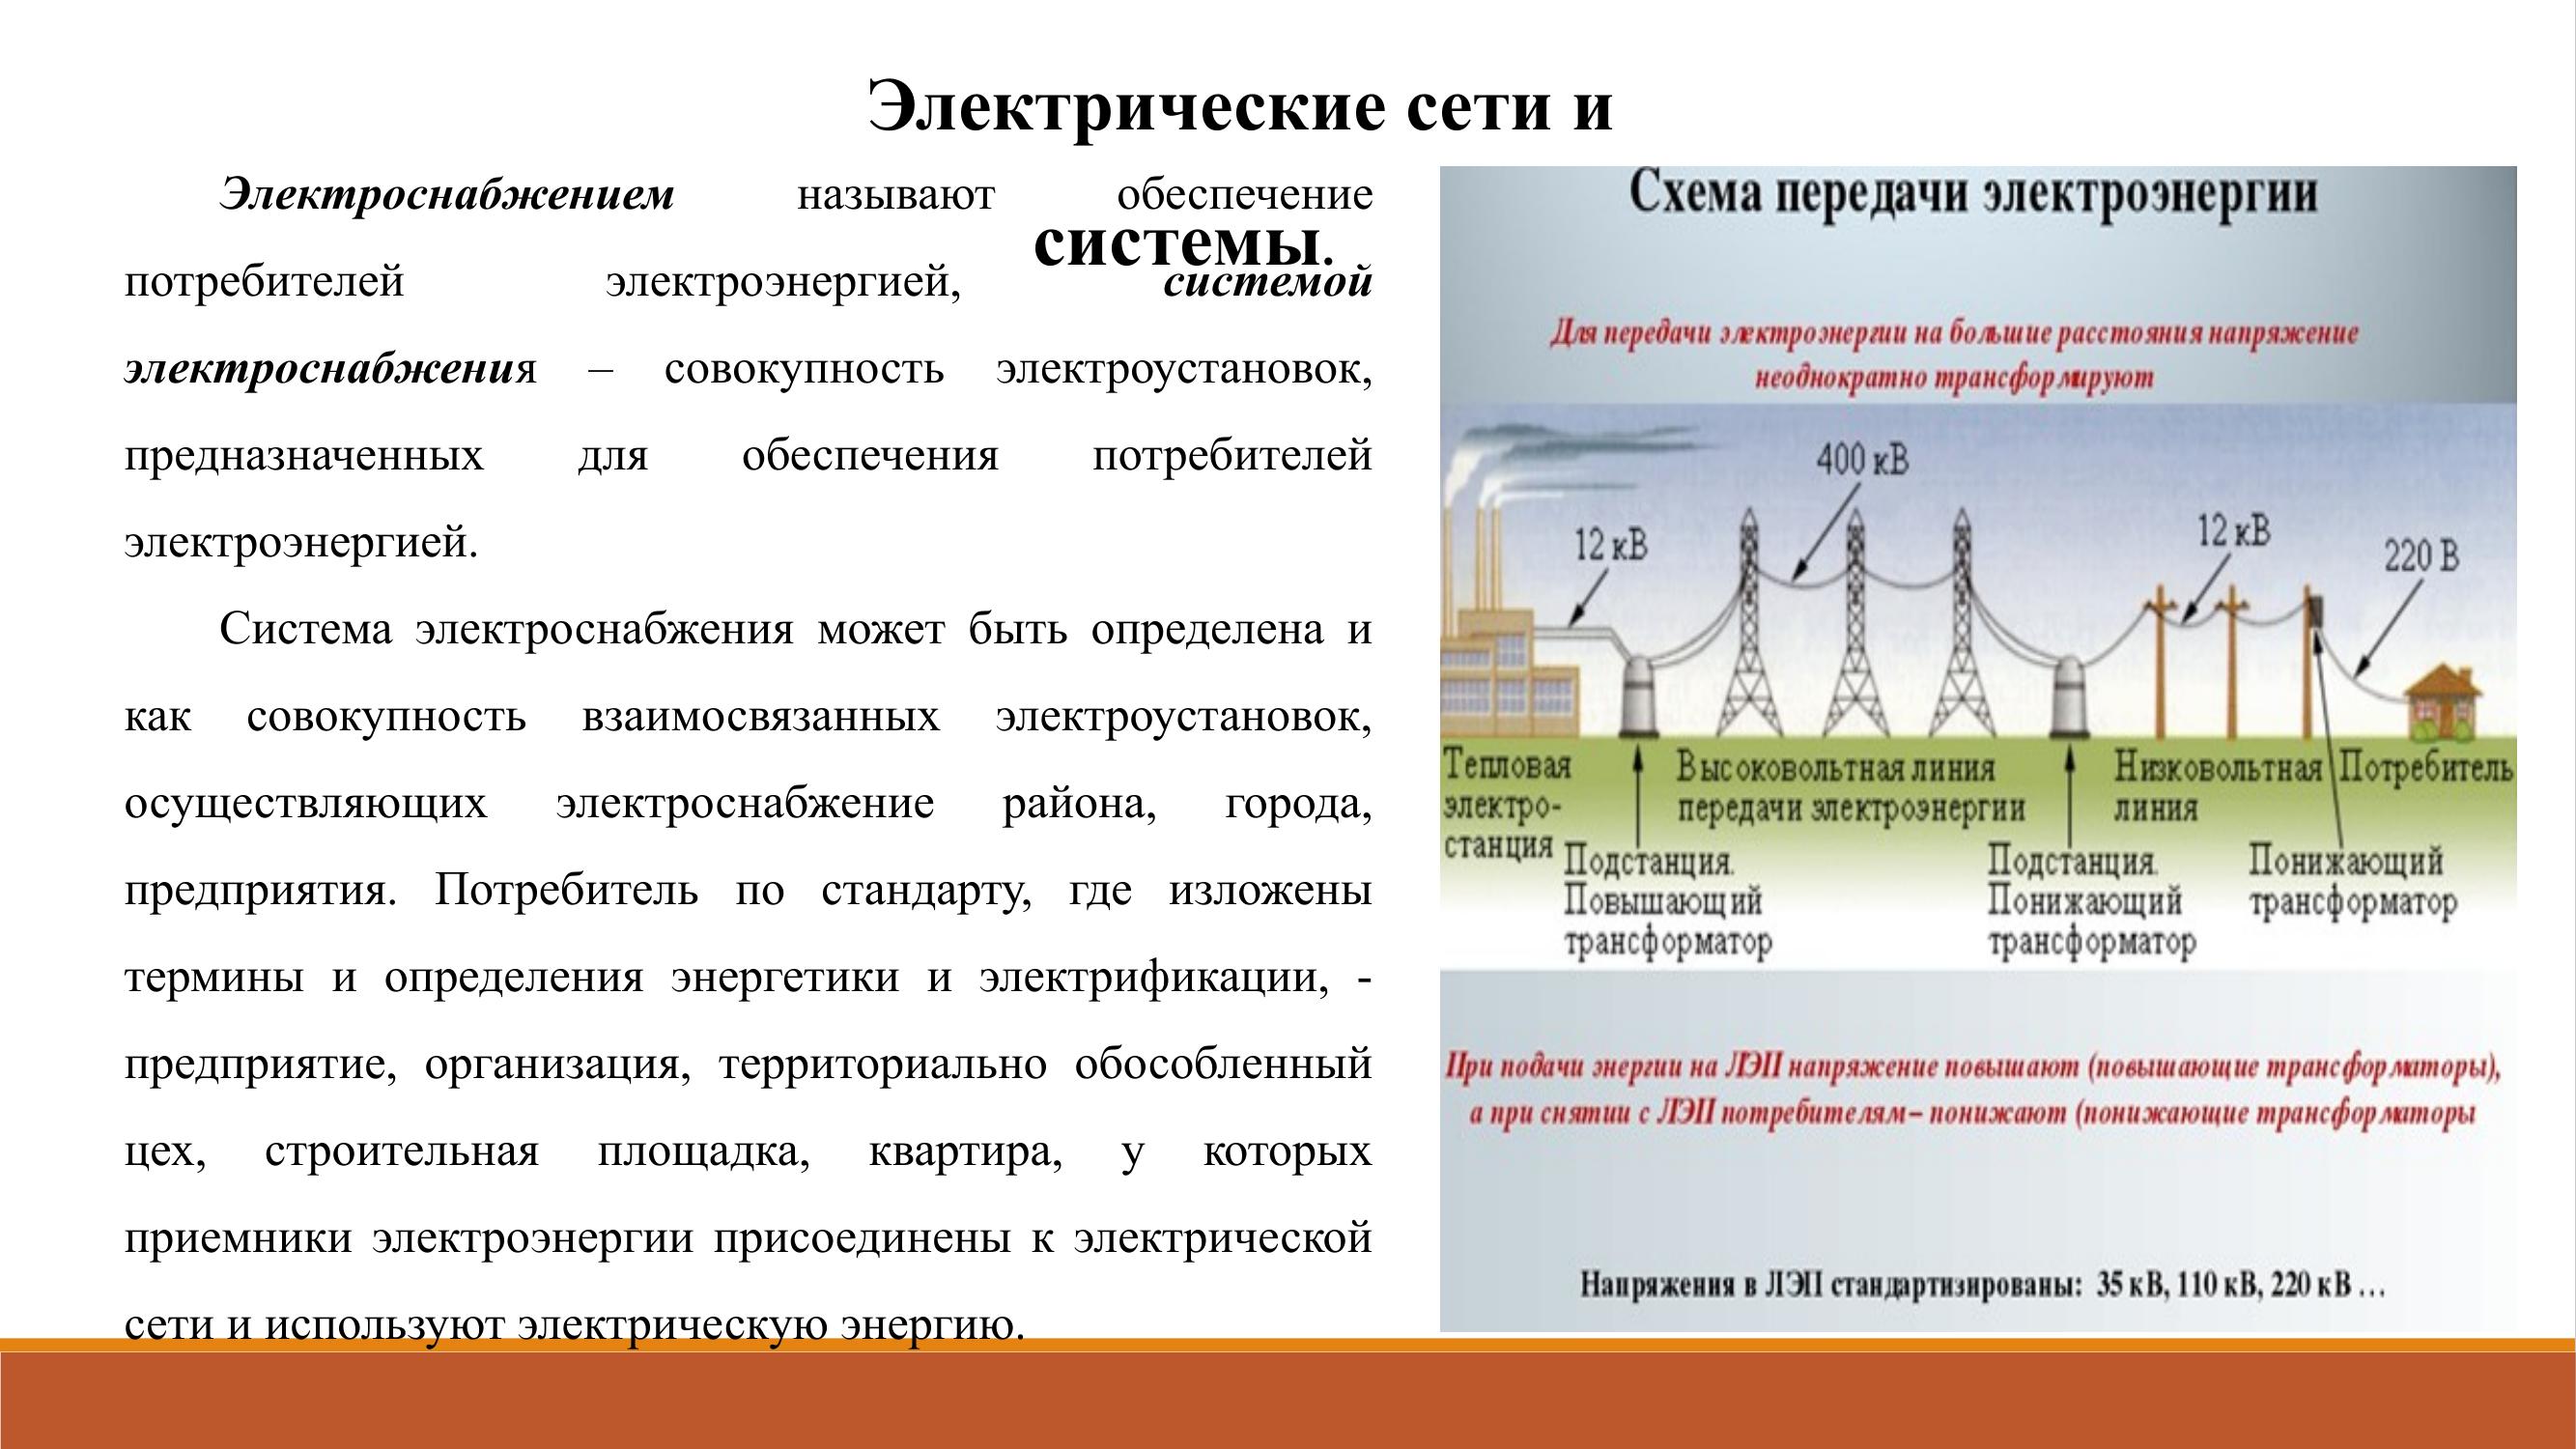 Электрические сети и
системы.
Электроснабжением называют обеспечение
потребителей электроэнергией, системой
электроснабжения – совокупность электроустановок,
предназначенных для обеспечения потребителей
электроэнергией.
Система электроснабжения может быть определена и
как совокупность взаимосвязанных электроустановок,
осуществляющих электроснабжение района, города,
предприятия. Потребитель по стандарту, где изложены
термины и определения энергетики и электрификации, -
предприятие, организация, территориально обособленный
цех, строительная площадка, квартира, у которых
приемники электроэнергии присоединены к электрической
сети и используют электрическую энергию.
Схема передачи электроэнергии
Для передачи электроэнергии на большие расстояния напряжение
неоднократно трансформируют
400 кВ
12 кВ
12 кВ
220 В
Тепловая
электро-
станция
Подстанция.
Повышающий
трансформатор
Высоковольтная линия
передачи электроэнергии
Подстанция.
Понижающий
трансформатор
Низковольтная
линия
Понижающий
трансформатор
Потребитель
При подачи энергии на ЛЭП напряжение повышают (повышающие трансформаторы),
а при снятии с ЛЭП потребителям – понижают (понижающие трансформаторы
Напряжения в ЛЭП стандартизированы: 35 кВ, 110 кВ, 220 кВ …